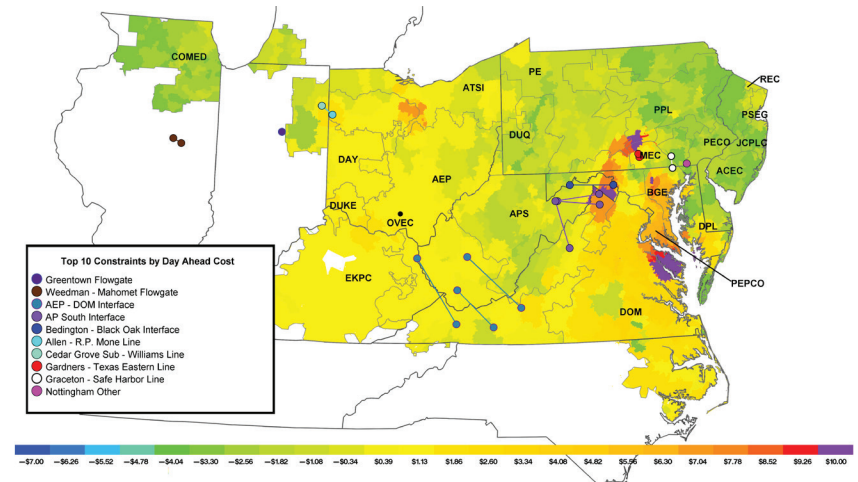 COMED
ATSI
PE
REC
PPL
PSEG
DUQ
MEC
PECO
JCPLC
DAY
AEP
ACEC
BGE
DUKE
APS
OVEC
DPL
EKPC
PEPCO
DOM
Top 10 Constraints by Day Ahead Cost
Greentown Flowgate
Weedman - Mahomet Flowgate
AEP - DOM Interface
AP South Interface
Bedington - Black Oak Interface
Allen - R.P. Mone Line
Cedar Grove Sub - Williams Line
Gardners - Texas Eastern Line
Graceton - Safe Harbor Line
Nottingham Other
−$7.00 −$6.26 −$5.52 −$4.78 −$4.04 −$3.30 −$2.56 −$1.82 −$1.08 −$0.34 $0.39 $1.13 $1.86 $2.60 $3.34 $4.08 $4.82 $5.56 $6.30 $7.04 $7.78 $8.52 $9.26 $10.00